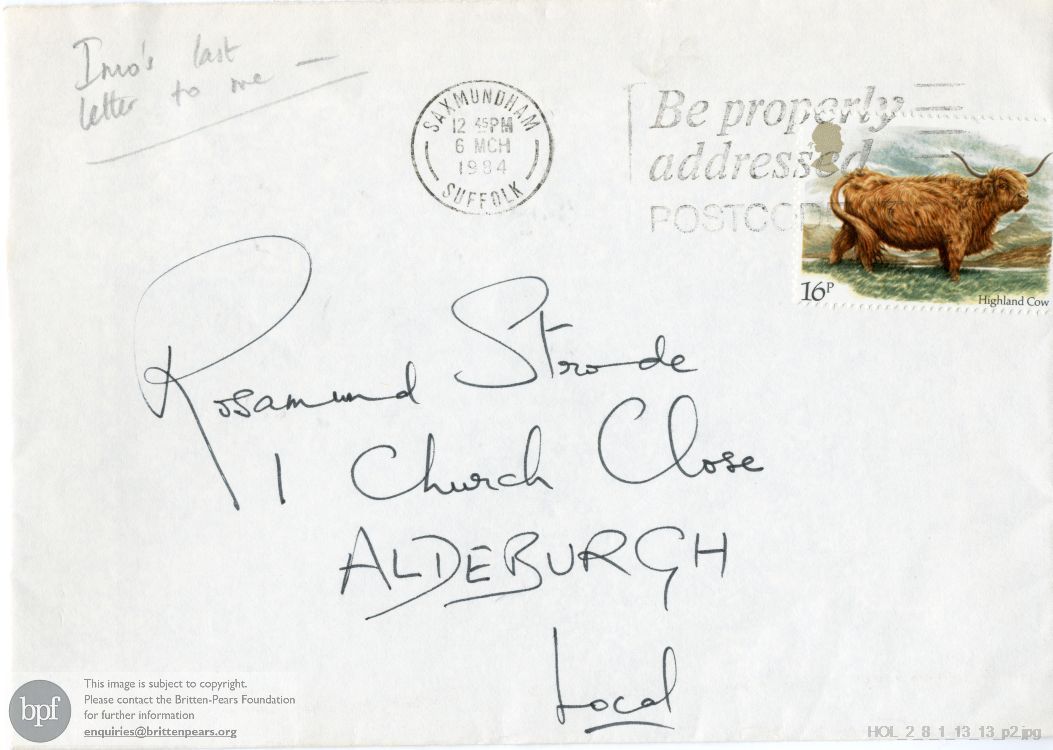 Imo's last
letter to me —
SAXMUNDHAM
12 45PM
6 MCH
1984
SUFFOLK
Be properly
addressed
POSTCODE
16P
Highland Cow
Rosamund Strode
1 Church Close
ALDEBURGH
Local
bpf
This image is subject to copyright.
Please contact the Britten-Pears Foundation
for further information
enquiries@brittenpears.org
HOL_2_8_1_13_13_p2.jpg